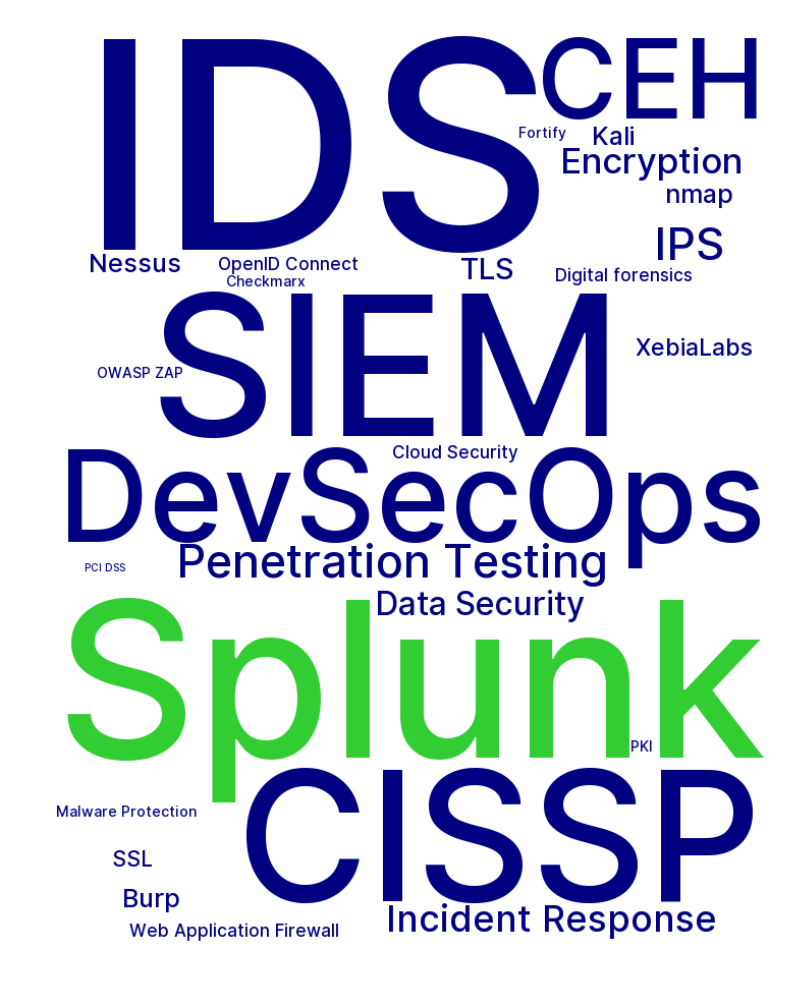 IDS
CEH
Fortify
Kali
Encryption
nmap
IPS
Nessus
OpenID Connect
TLS
Digital forensics
Checkmarx
SIEM
XebiaLabs
OWASP ZAP
Cloud Security
DevSecOps
Penetration Testing
PCI DSS
Data Security
Splunk
PKI
CISSP
Malware Protection
SSL
Burp
Incident Response
Web Application Firewall